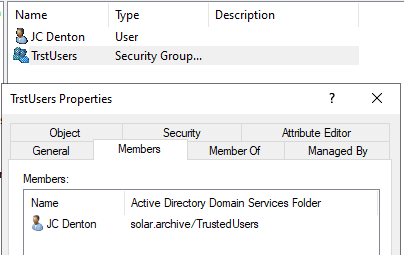 Name Type Description
JC Denton User
TrstUsers Security Group...
TrstUsers Properties ? ×
Object Security Attribute Editor
General Members Member Of Managed By
Members:
Name Active Directory Domain Services Folder
JC Denton solar.archive/TrustedUsers